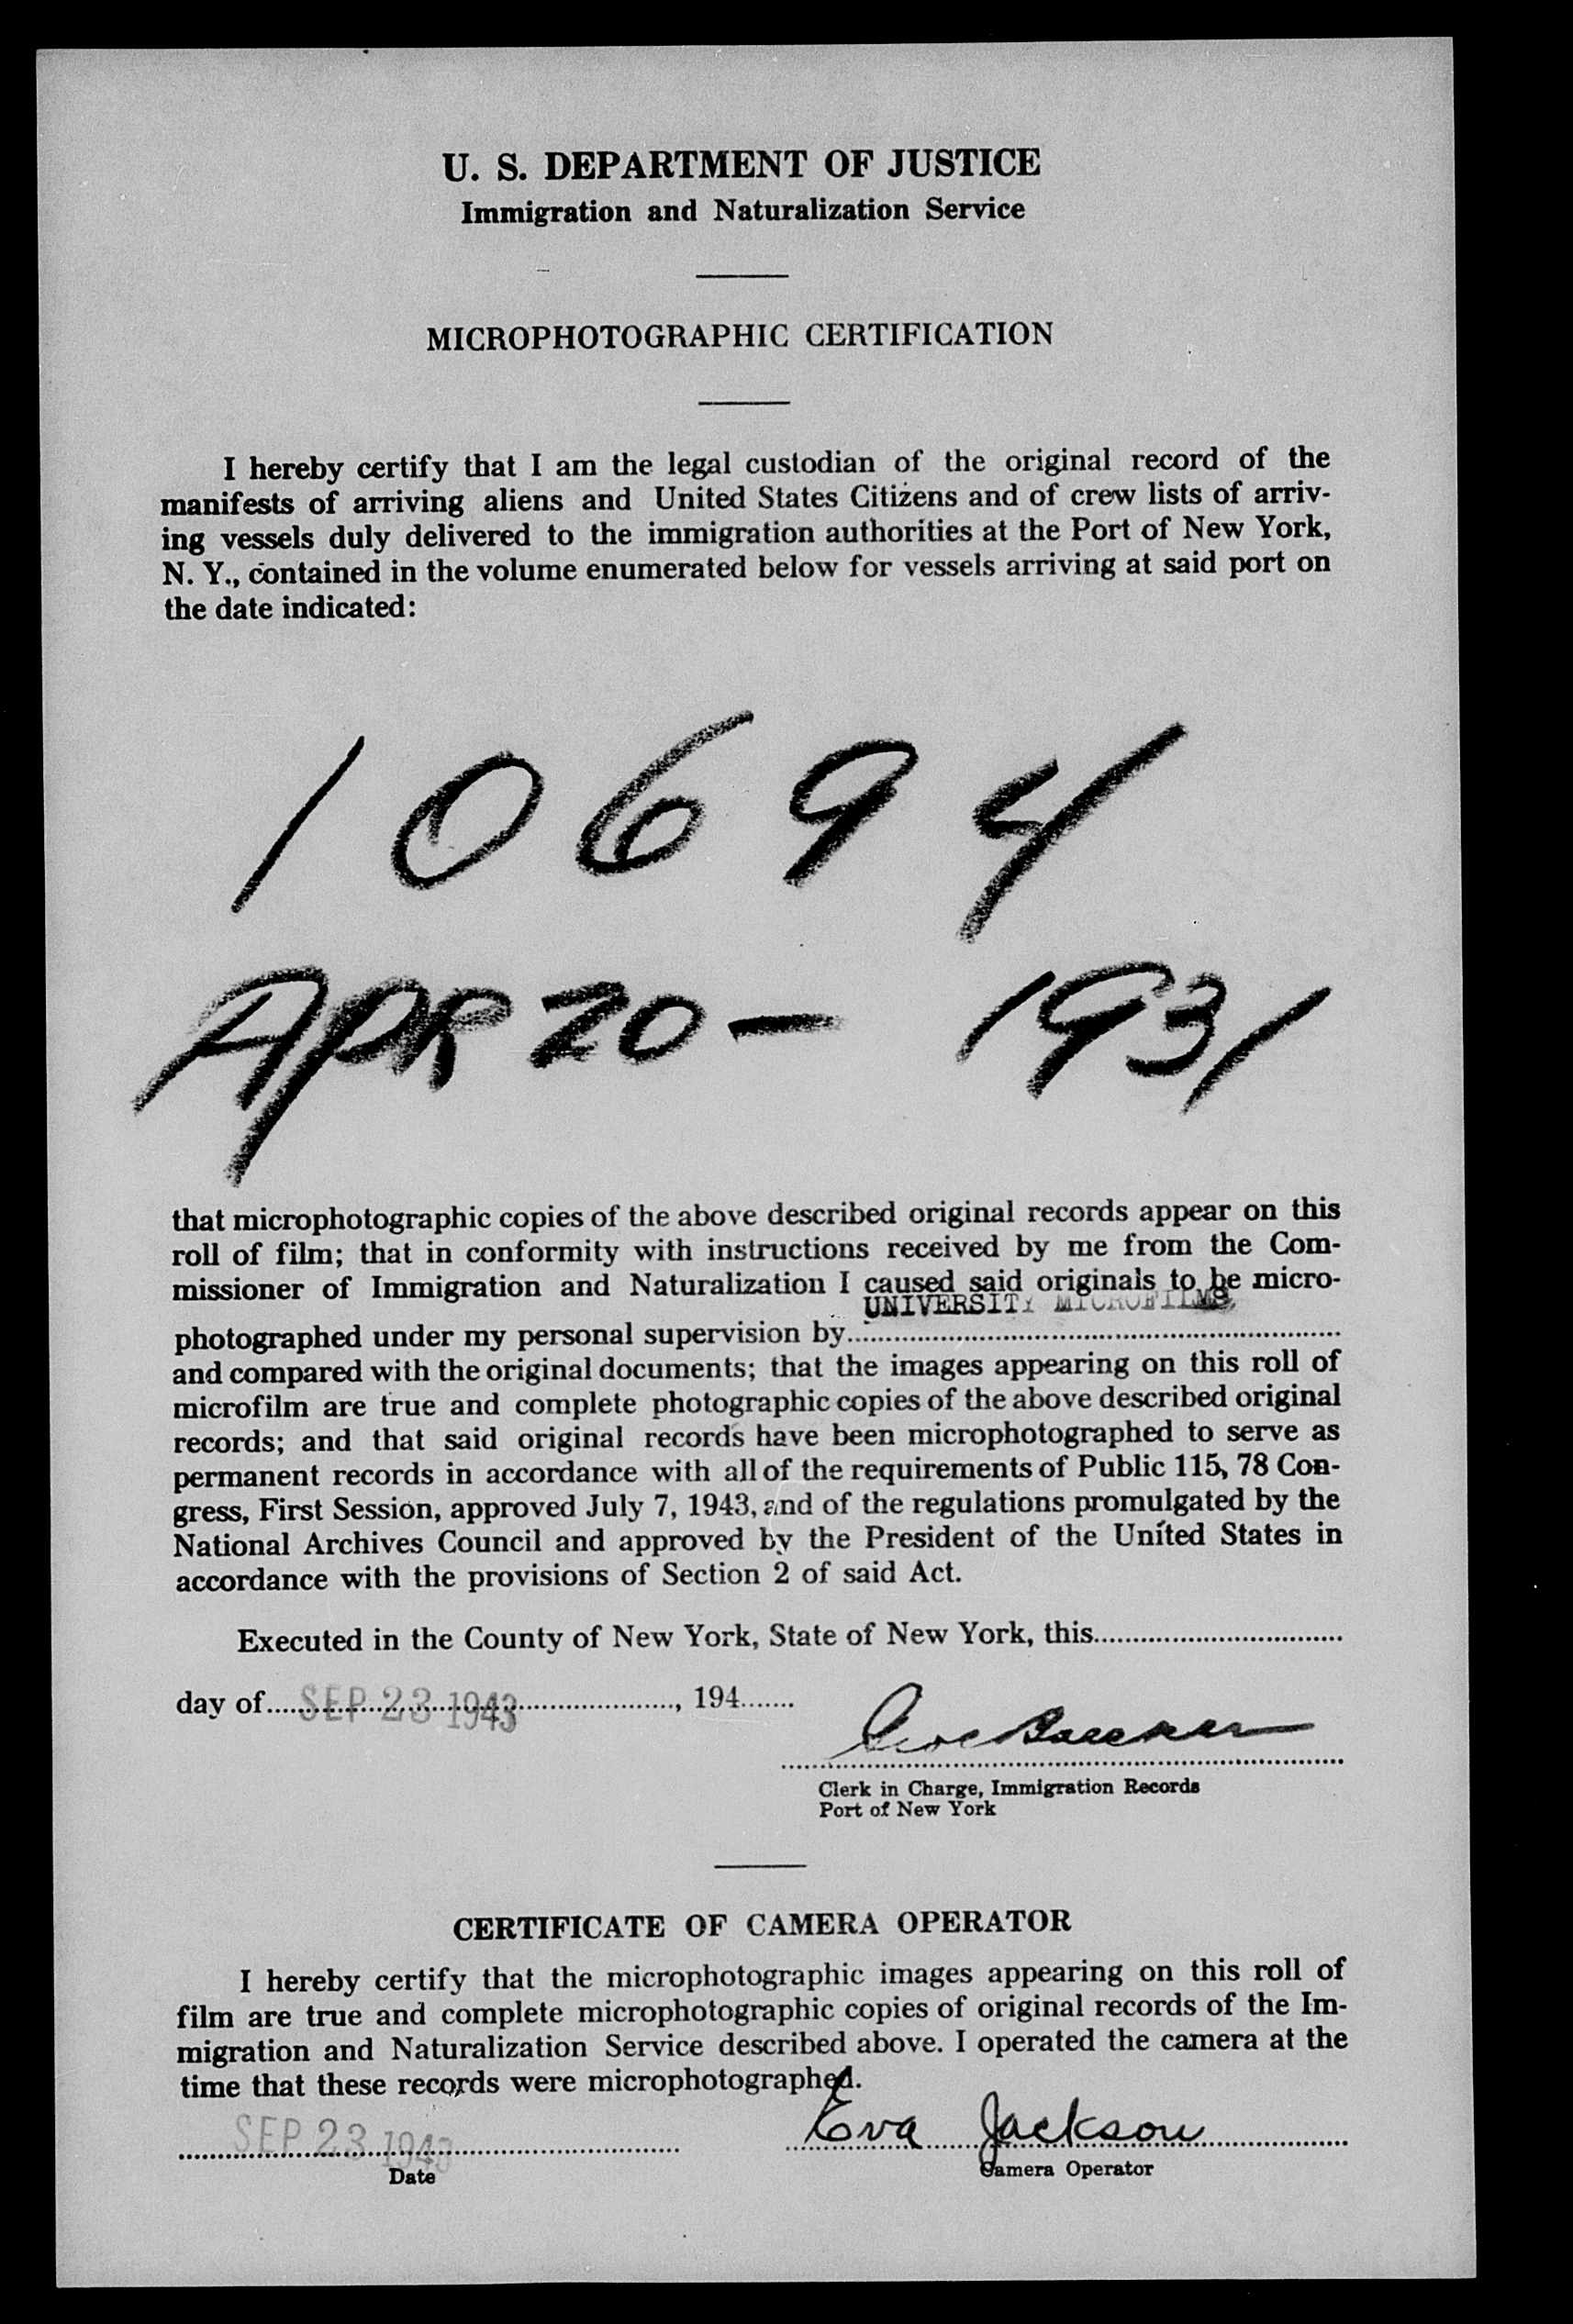 U. S. DEPARTMENT OF JUSTICE
Immigration and Naturalization Service
MICROPHOTOGRAPHIC CERTIFICATION
I hereby certify that I am the legal custodian of the original record of the
manifests of arriving aliens and United States Citizens and of crew lists of arriv-
ing vessels duly delivered to the immigration authorities at the Port of New York,
N. Y., contained in the volume enumerated below for vessels arriving at said port on
the date indicated:
10694
APR 20 - 1931
that microphotographic copies of the above described original records appear on this
roll of film; that in conformity with instructions received by me from the Com-
missioner of Immigration and Naturalization I caused said originals to be micro-
UNIVERSITY MICROFILMS
photographed under my personal supervision by
and compared with the original documents; that the images appearing on this roll of
microfilm are true and complete photographic copies of the above described original
records; and that said original records have been microphotographed to serve as
permanent records in accordance with all of the requirements of Public 115, 78 Con-
gress, First Session, approved July 7, 1943, and of the regulations promulgated by the
National Archives Council and approved by the President of the United States in
accordance with the provisions of Section 2 of said Act.
Executed in the County of New York, State of New York, this
day of SEP 23 1943, 194
Clerk in Charge, Immigration Records
Port of New York
CERTIFICATE OF CAMERA OPERATOR
I hereby certify that the microphotographic images appearing on this roll of
film are true and complete microphotographic copies of original records of the Im-
migration and Naturalization Service described above. I operated the camera at the
time that these records were microphotographed.
SEP 23 1943 Eva Jackson
Date Camera Operator